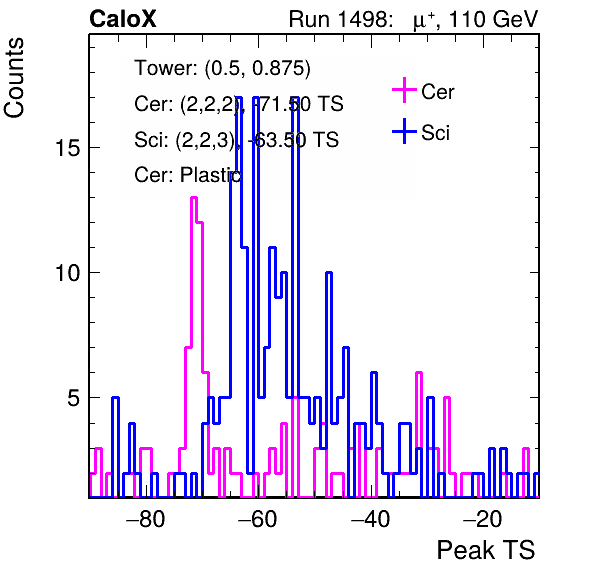 CaloX Run 1498: μ⁺, 110 GeV
Counts
Tower: (0.5, 0.875)
Cer: (2,2,2), -71.50 TS
Sci: (2,2,3), -63.50 TS
Cer: Plastic
Cer
Sci
15
10
5
−80 −60 −40 −20
Peak TS